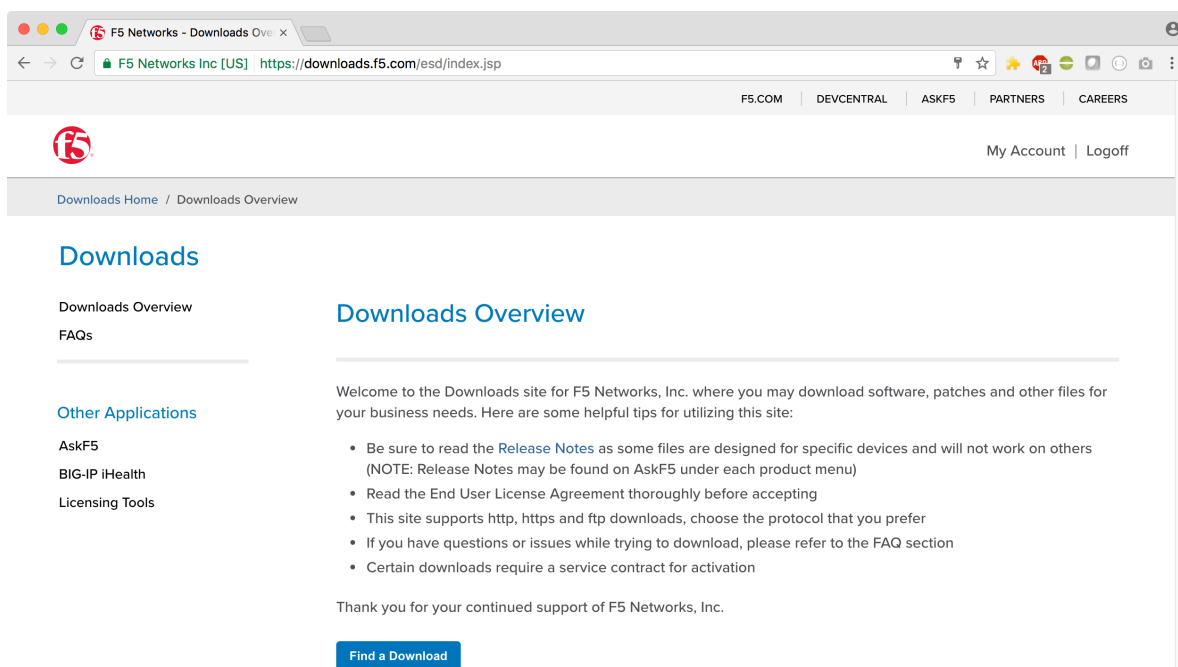 F5 Networks - Downloads Ove
F5 Networks Inc [US] https://downloads.f5.com/esd/index.jsp
2
F5.COM DEVCENTRAL ASKF5 PARTNERS CAREERS
f5
My Account | Logoff
Downloads Home / Downloads Overview
Downloads
Downloads Overview
FAQs
Other Applications
AskF5
BIG-IP iHealth
Licensing Tools
Downloads Overview
Welcome to the Downloads site for F5 Networks, Inc. where you may download software, patches and other files for
your business needs. Here are some helpful tips for utilizing this site:
• Be sure to read the Release Notes as some files are designed for specific devices and will not work on others
(NOTE: Release Notes may be found on AskF5 under each product menu)
• Read the End User License Agreement thoroughly before accepting
• This site supports http, https and ftp downloads, choose the protocol that you prefer
• If you have questions or issues while trying to download, please refer to the FAQ section
• Certain downloads require a service contract for activation
Thank you for your continued support of F5 Networks, Inc.
Find a Download